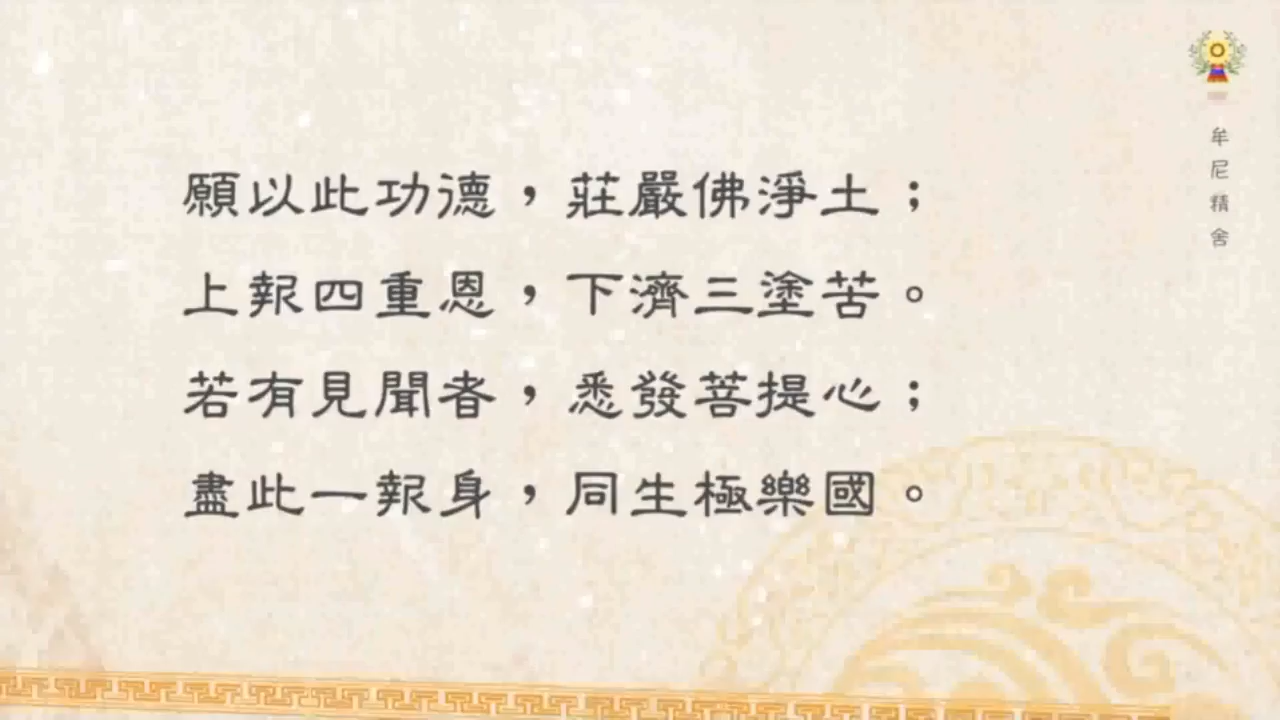 願以此功德，莊嚴佛淨土；
上報四重恩，下濟三塗苦。
若有見聞者，悉發菩提心；
盡此一報身，同生極樂國。
牟尼精舍